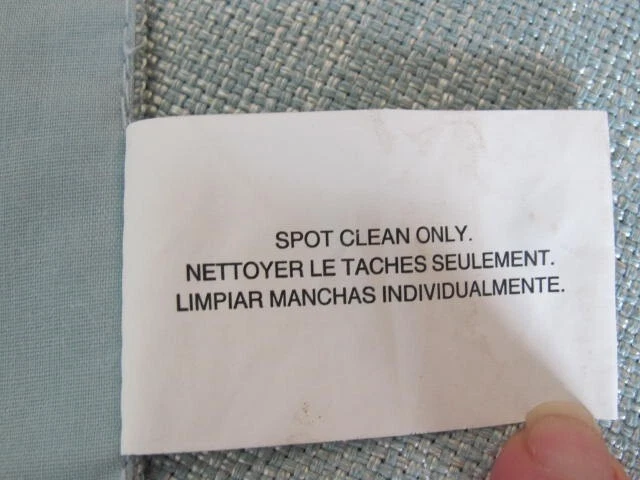 SPOT CLEAN ONLY.
NETTOYER LE TACHES SEULEMENT.
LIMPIAR MANCHAS INDIVIDUALMENTE.